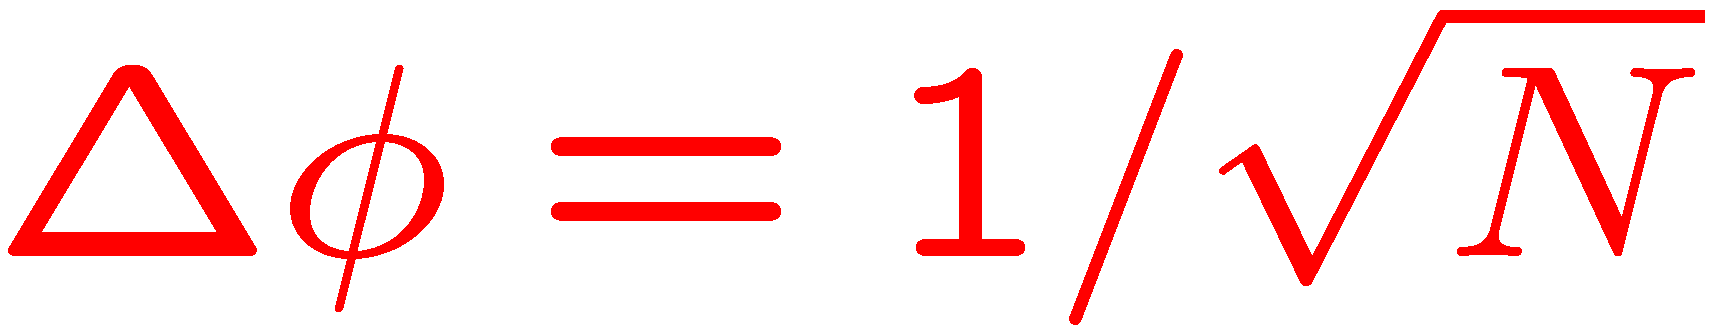 Δϕ = 1/√N